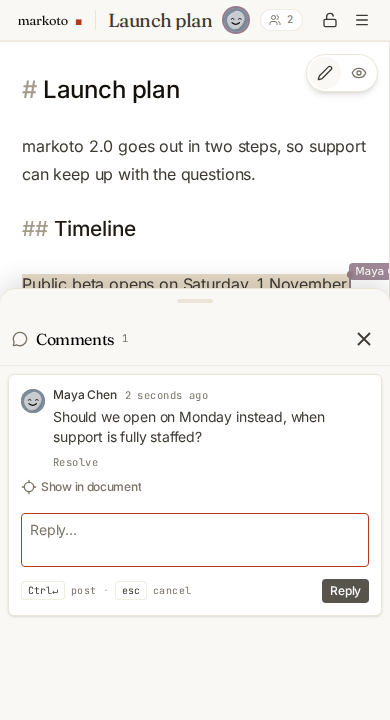 markoto
Launch plan
2
# Launch plan
markoto 2.0 goes out in two steps, so support
can keep up with the questions.
## Timeline
Maya
Public beta opens on Saturday, 1 November
Comments 1
Maya Chen 2 seconds ago
Should we open on Monday instead, when
support is fully staffed?
Resolve
Show in document
Reply...
Ctrl↵ post · esc cancel
Reply